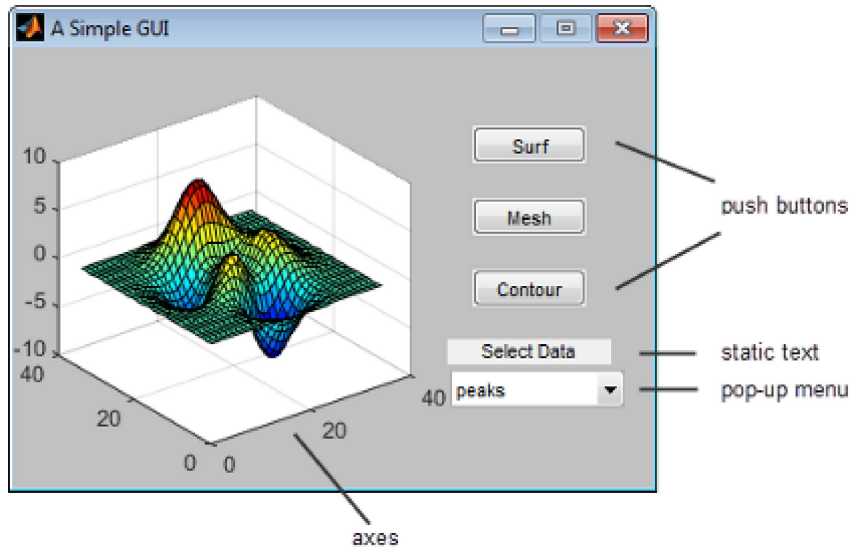 A Simple GUI
Surf
push buttons
Mesh
Contour
Select Data
static text
peaks
pop-up menu
10
5
0
-5
-10
40
20
0
0
20
40
axes